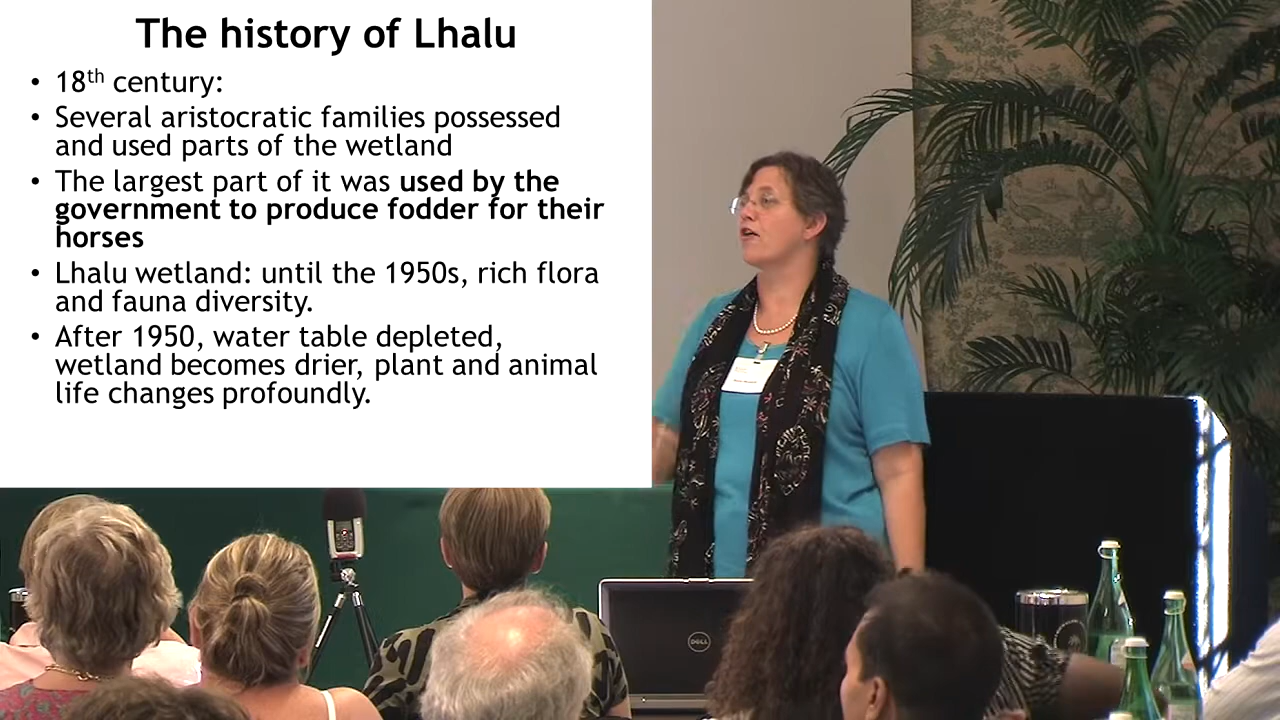 The history of Lhalu
• 18th century:
• Several aristocratic families possessed
and used parts of the wetland
• The largest part of it was used by the
government to produce fodder for their
horses
• Lhalu wetland: until the 1950s, rich flora
and fauna diversity.
• After 1950, water table depleted,
wetland becomes drier, plant and animal
life changes profoundly.
DELL